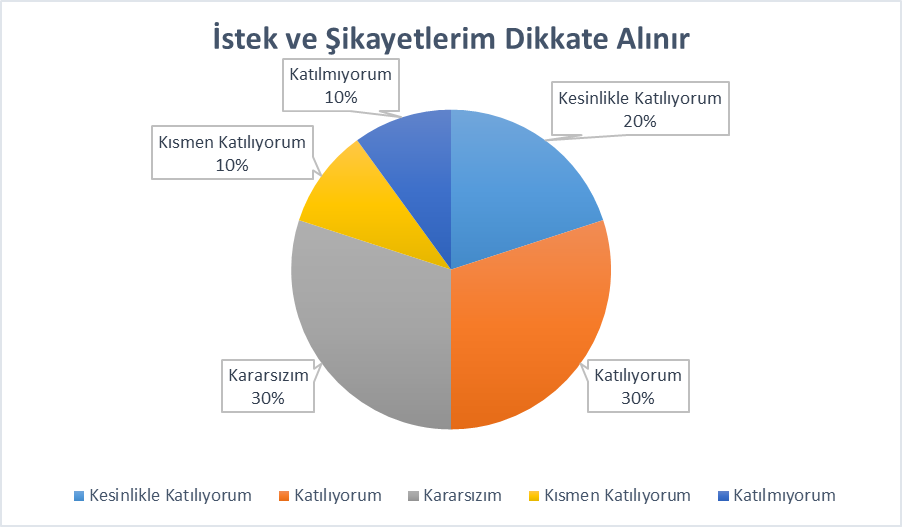 İstek ve Şikayetlerim Dikkate Alınır
Katılmıyorum
10%
Kesinlikle Katılıyorum
20%
Kısmen Katılıyorum
10%
Kararsızım
30%
Katılıyorum
30%
Kesinlikle Katılıyorum
Katılıyorum
Kararsızım
Kısmen Katılıyorum
Katılmıyorum